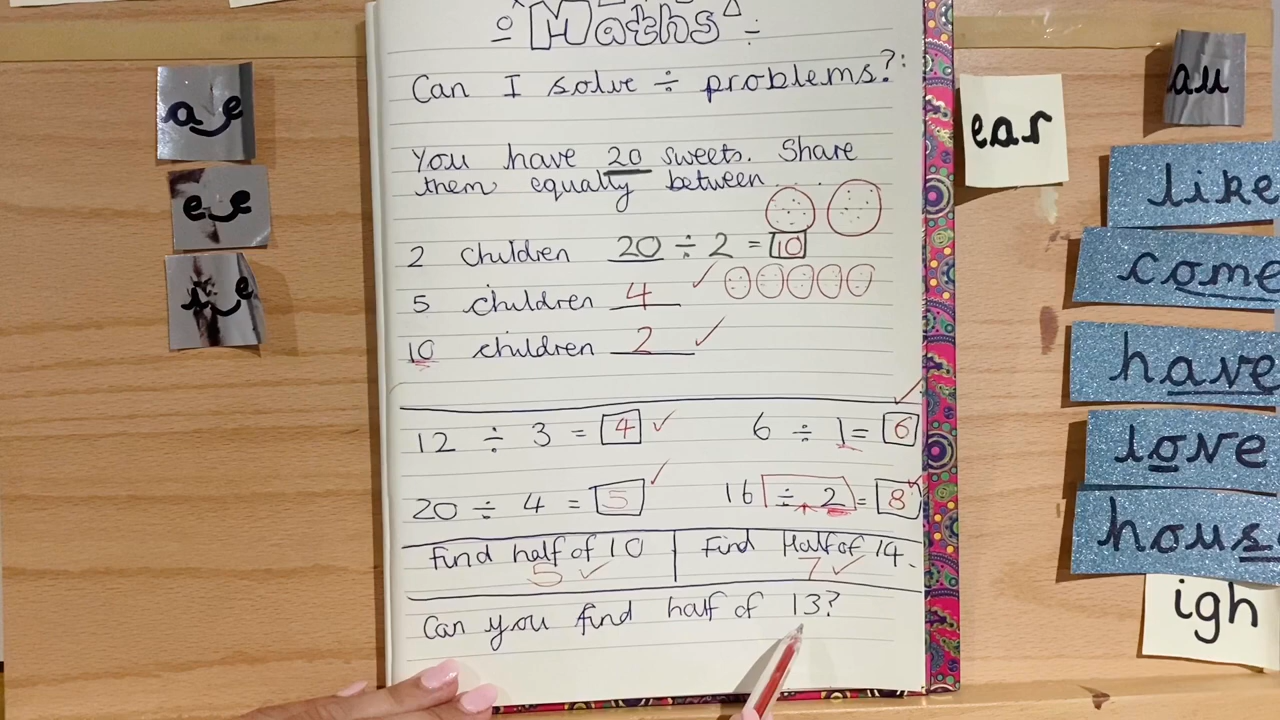 Maths
Can I solve ÷ problems?:
You have 20 sweets. Share
them equally between . . .
2 children 20 ÷ 2 = 10
5 children 4 ✓
10 children 2 ✓
12 ÷ 3 = 4 ✓ 6 ÷ 1 = 6 ✓
20 ÷ 4 = 5 ✓ 16 ÷ 2 = 8 ✓
Find half of 10 Find Half of 14.
5 ✓ 7 ✓
Can you find half of 13?
a_e
e_e
i_e
ear
au
like
come
have
love
igh